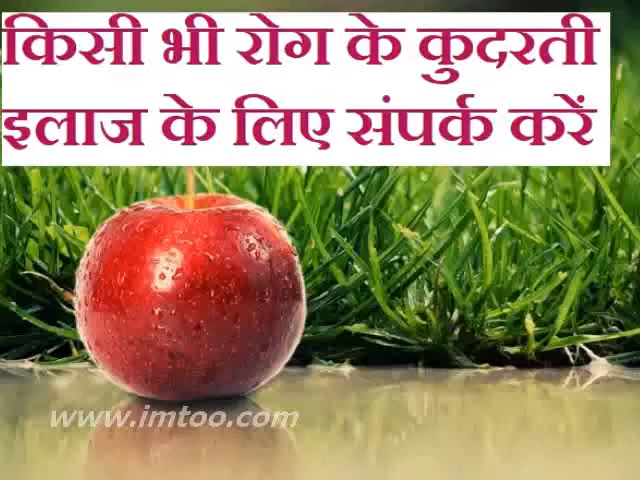 किसी भी रोग के कुदरती
इलाज के लिए संपर्क करें
www.imtoo.com